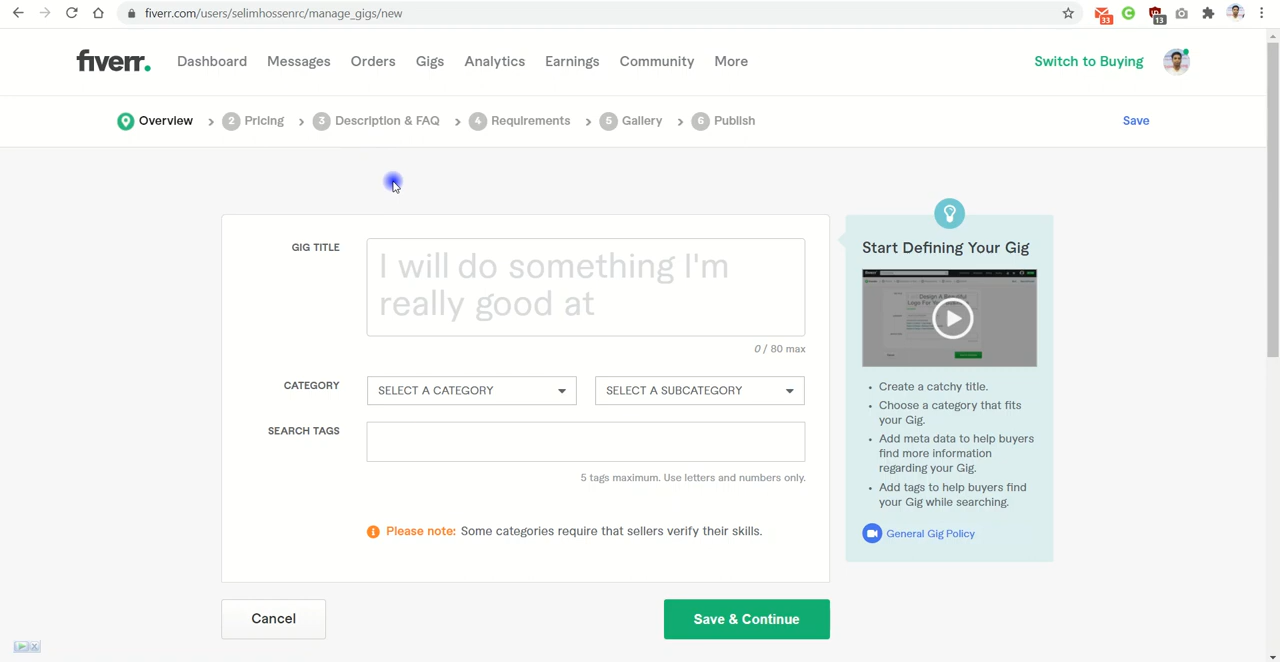 fiverr.com/users/selimhossenrc/manage_gigs/new
33
13
fiverr.
Dashboard
Messages
Orders
Gigs
Analytics
Earnings
Community
More
Switch to Buying
Overview
2 Pricing
3 Description & FAQ
4 Requirements
5 Gallery
6 Publish
Save
GIG TITLE
I will do something I'm
really good at
0 / 80 max
CATEGORY
SELECT A CATEGORY
SELECT A SUBCATEGORY
SEARCH TAGS
5 tags maximum. Use letters and numbers only.
Please note: Some categories require that sellers verify their skills.
Cancel
Save & Continue
Start Defining Your Gig
• Create a catchy title.
• Choose a category that fits
your Gig.
• Add meta data to help buyers
find more information
regarding your Gig.
• Add tags to help buyers find
your Gig while searching.
General Gig Policy